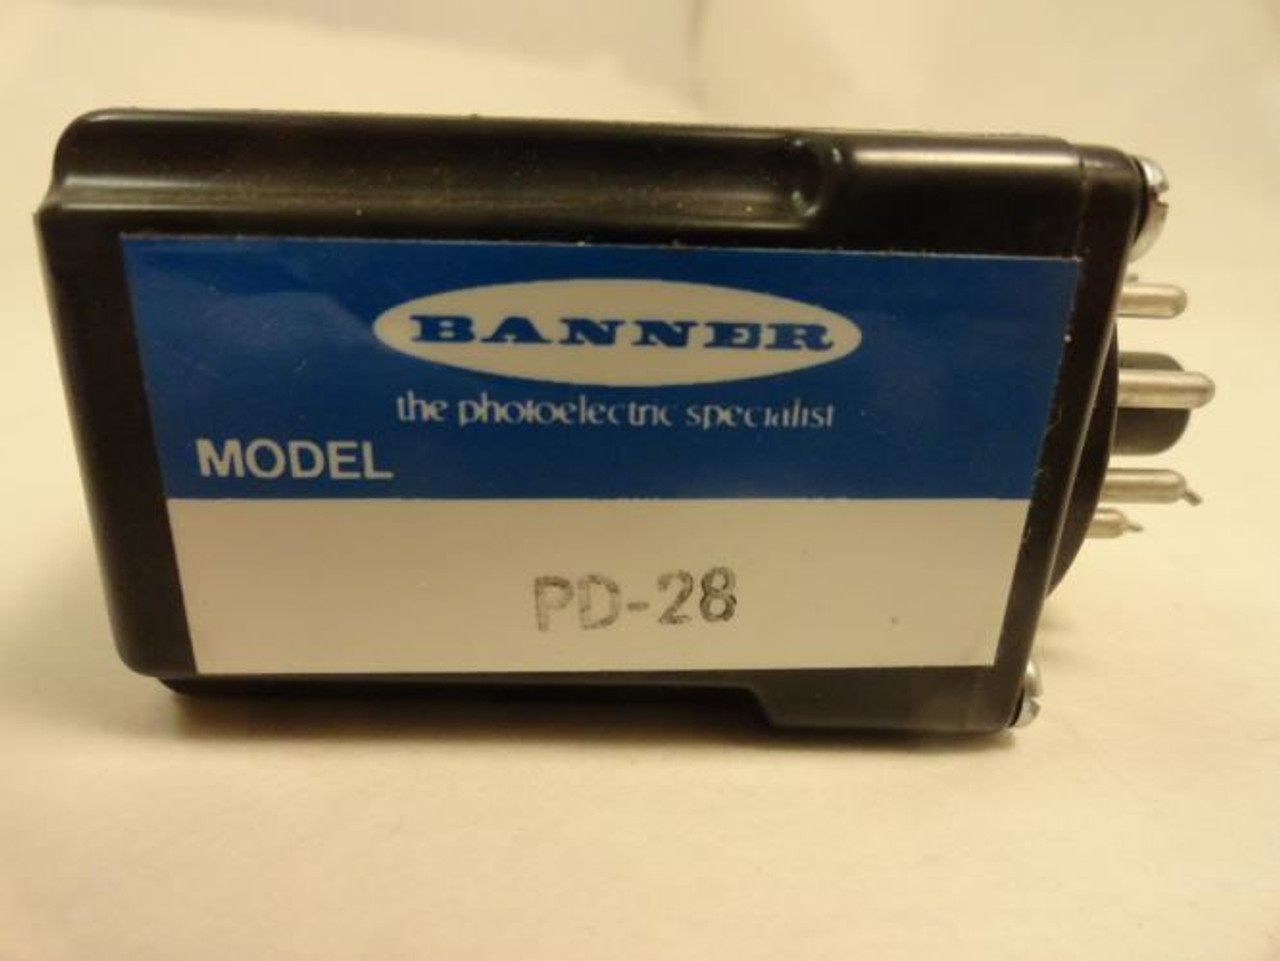 BANNER
the photoelectric specialist
MODEL
PD-28